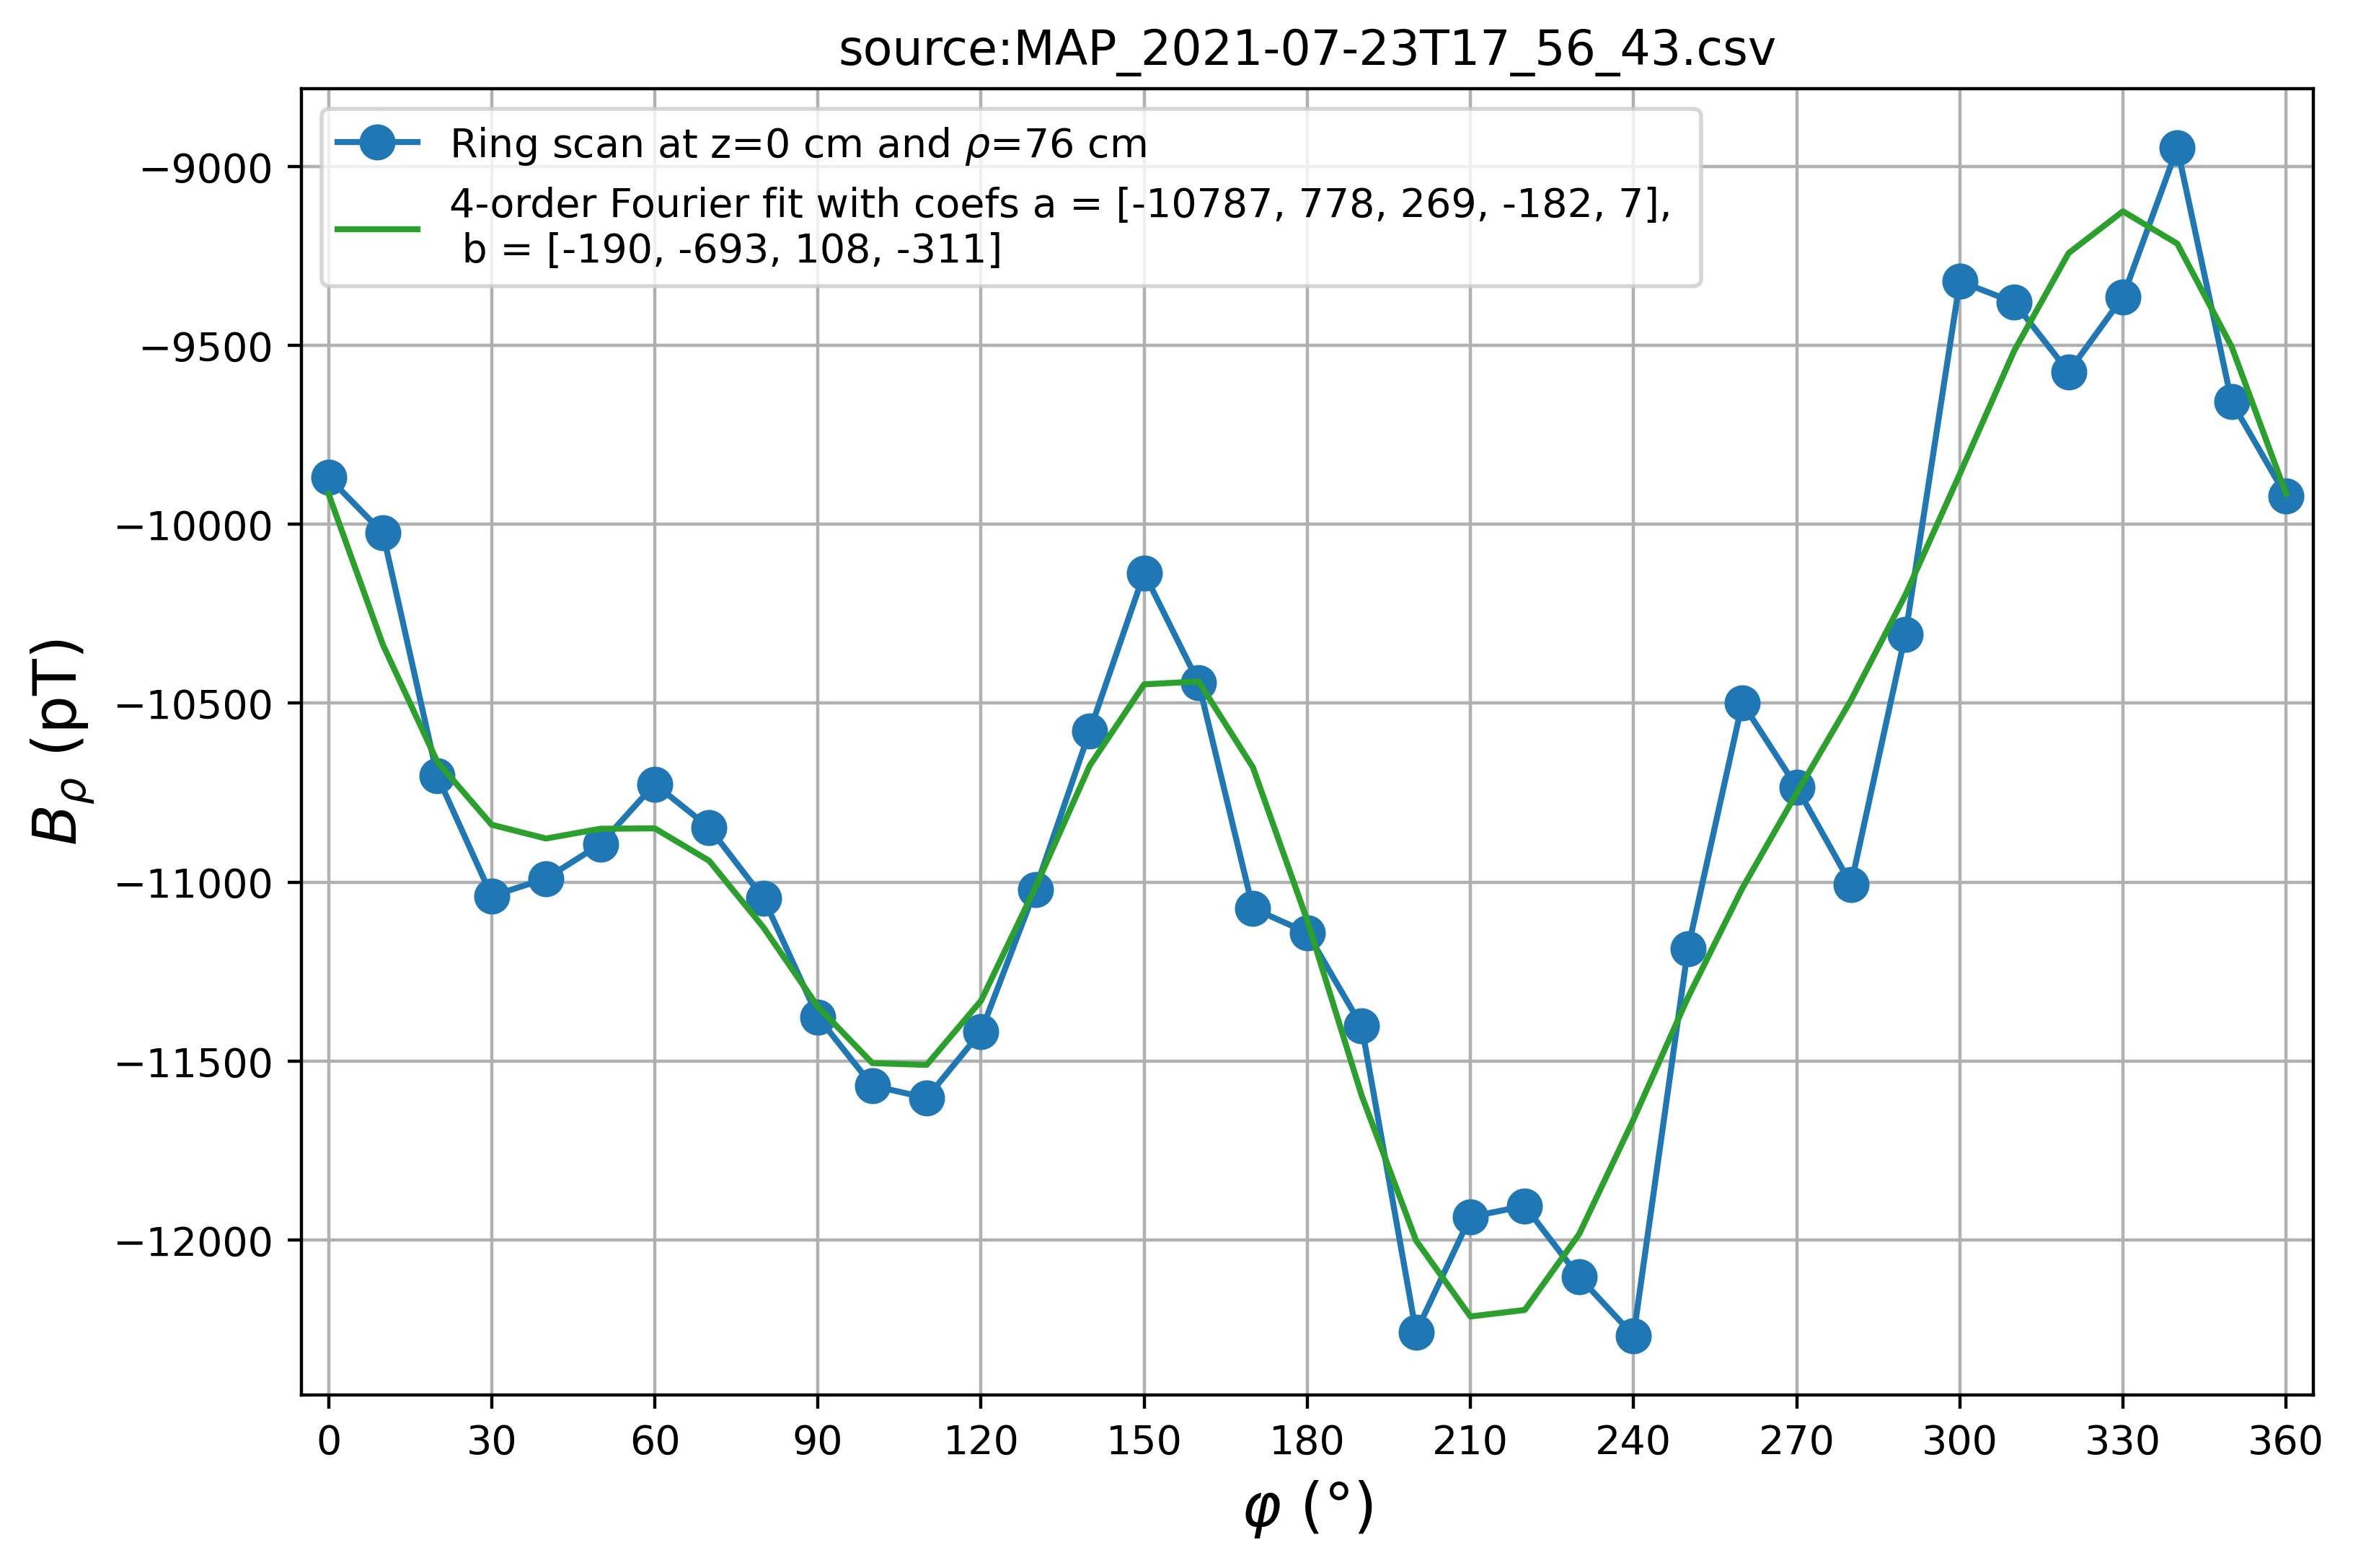 source:MAP_2021-07-23T17_56_43.csv
Ring scan at z=0 cm and ρ=76 cm
4-order Fourier fit with coefs a = [-10787, 778, 269, -182, 7],
b = [-190, -693, 108, -311]
−9000
−9500
−10000
−10500
−11000
−11500
−12000
Bρ (pT)
0 30 60 90 120 150 180 210 240 270 300 330 360
φ (°)